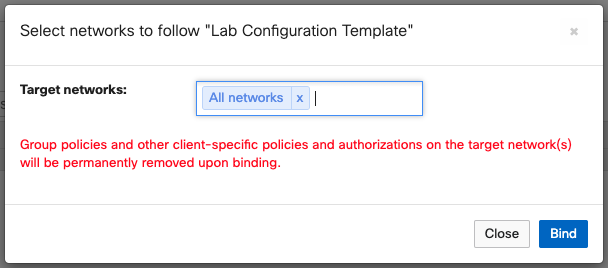 Select networks to follow "Lab Configuration Template"
×
Target networks:
All networks x
Group policies and other client-specific policies and authorizations on the target network(s)
will be permanently removed upon binding.
Close Bind